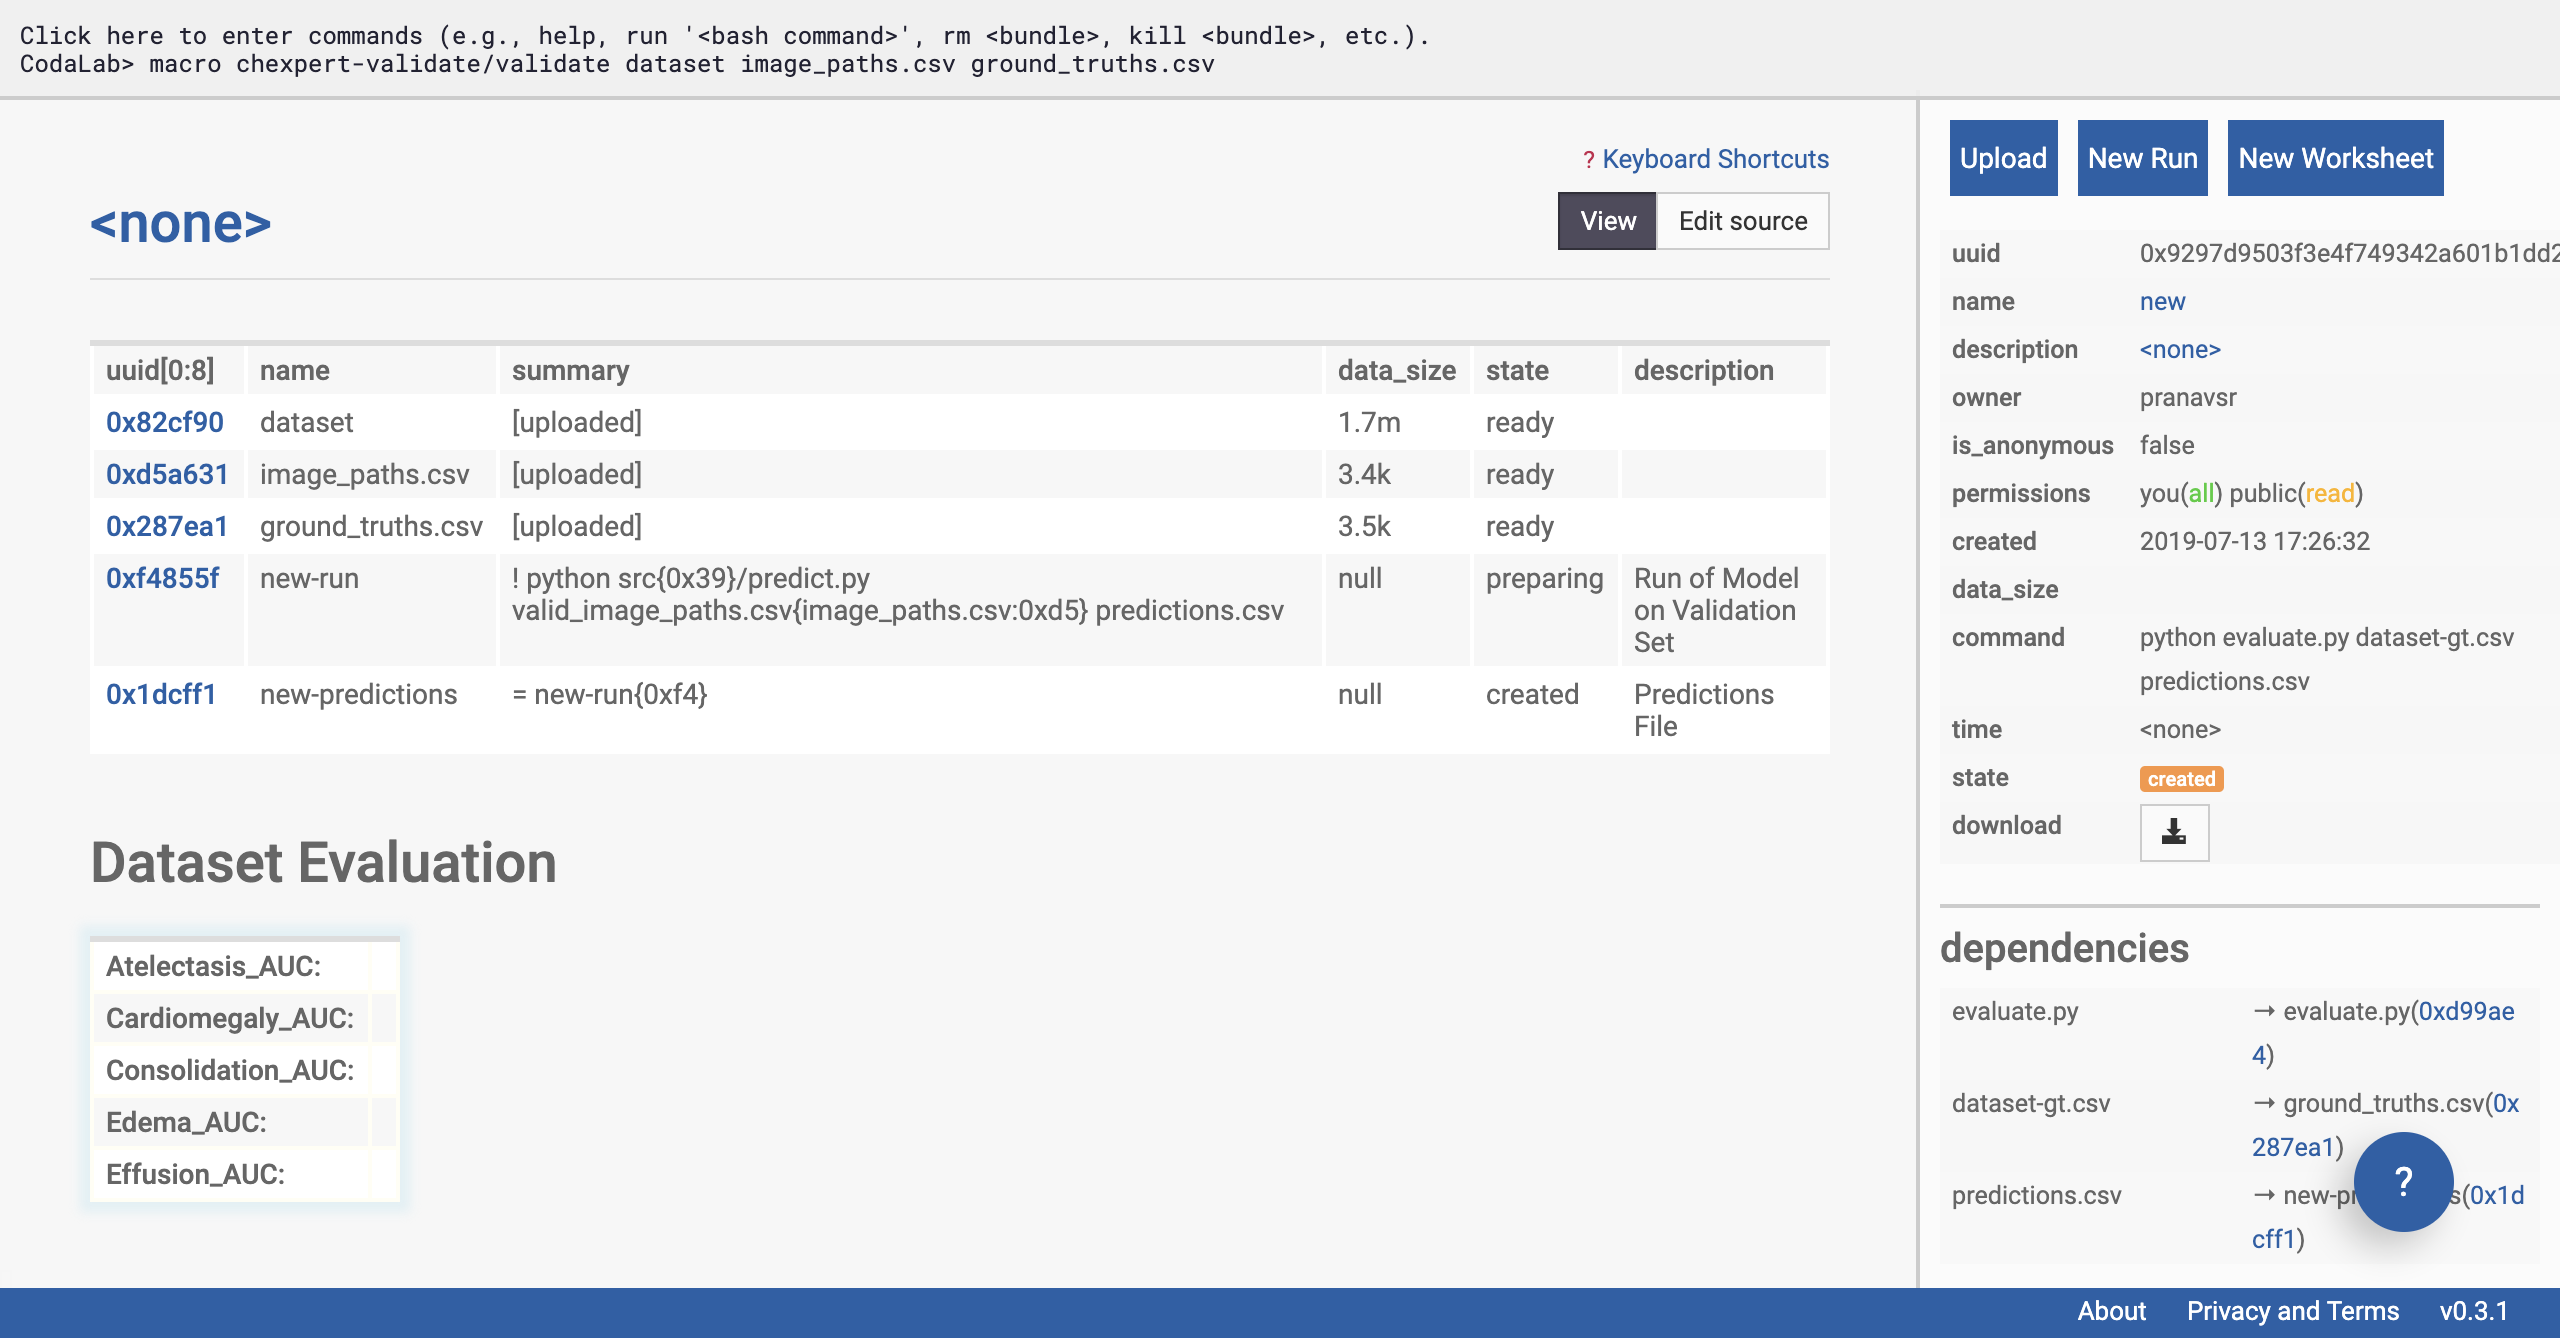 Click here to enter commands (e.g., help, run '<bash command>', rm <bundle>, kill <bundle>, etc.).
CodaLab> macro chexpert-validate/validate dataset image_paths.csv ground_truths.csv
? Keyboard Shortcuts
<none>
View Edit source
uuid[0:8] name summary data_size state description
0x82cf90 dataset [uploaded] 1.7m ready
0xd5a631 image_paths.csv [uploaded] 3.4k ready
0x287ea1 ground_truths.csv [uploaded] 3.5k ready
0xf4855f new-run ! python src{0x39}/predict.py null preparing Run of Model
valid_image_paths.csv{image_paths.csv:0xd5} predictions.csv on Validation
Set
0x1dcff1 new-predictions = new-run{0xf4} null created Predictions
File
Dataset Evaluation
Atelectasis_AUC:
Cardiomegaly_AUC:
Consolidation_AUC:
Edema_AUC:
Effusion_AUC:
Upload New Run New Worksheet
uuid 0x9297d9503f3e4f749342a601b1dd2
name new
description <none>
owner pranavsr
is_anonymous false
permissions you(all) public(read)
created 2019-07-13 17:26:32
data_size
command python evaluate.py dataset-gt.csv
predictions.csv
time <none>
state created
download
dependencies
evaluate.py → evaluate.py(0xd99ae
4)
dataset-gt.csv → ground_truths.csv(0x
287ea1)
?
predictions.csv → new-pr s(0x1d
cff1)
About Privacy and Terms v0.3.1